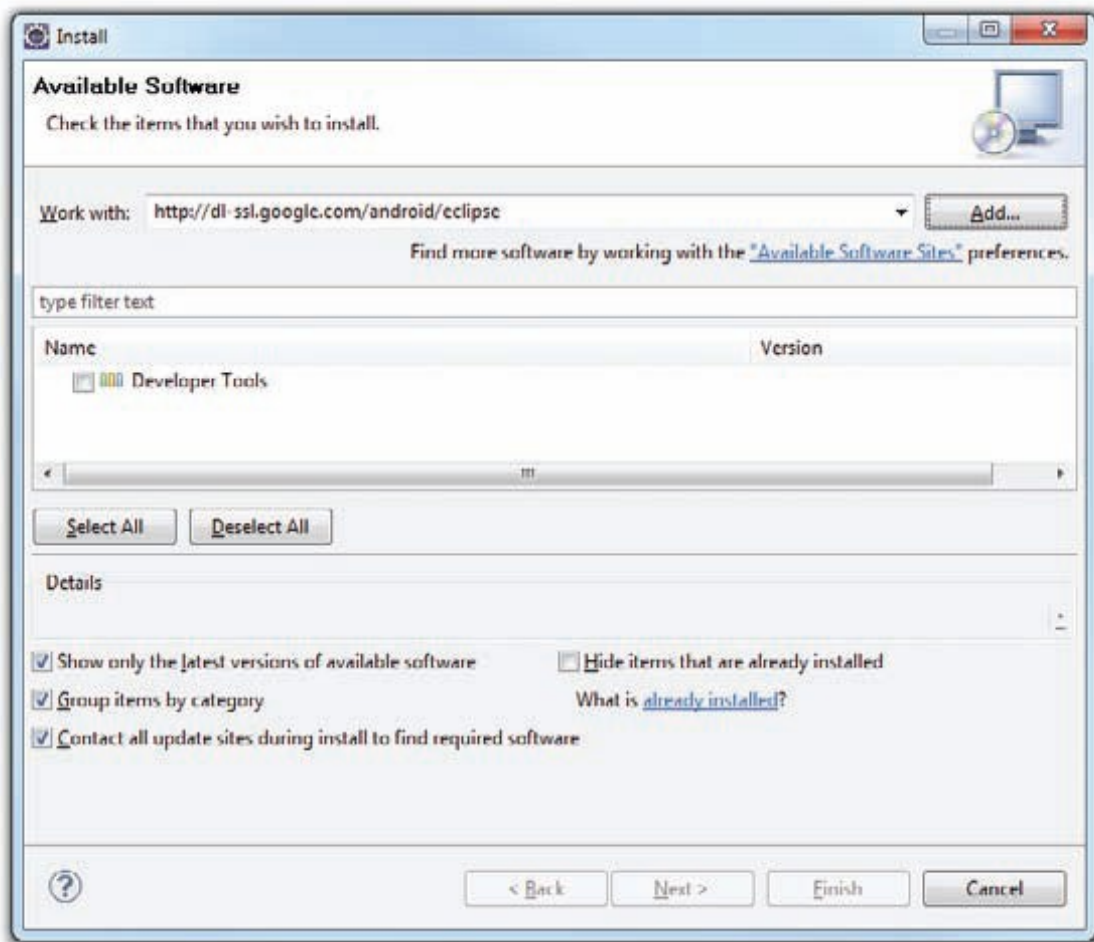 Install
Available Software
Check the items that you wish to install.
Work with: http://dl-ssl.google.com/android/eclipse Add...
Find more software by working with the "Available Software Sites" preferences.
type filter text
Name Version
Developer Tools
Select All Deselect All
Details
Show only the latest versions of available software Hide items that are already installed
Group items by category What is already installed?
Contact all update sites during install to find required software
? < Back Next > Finish Cancel